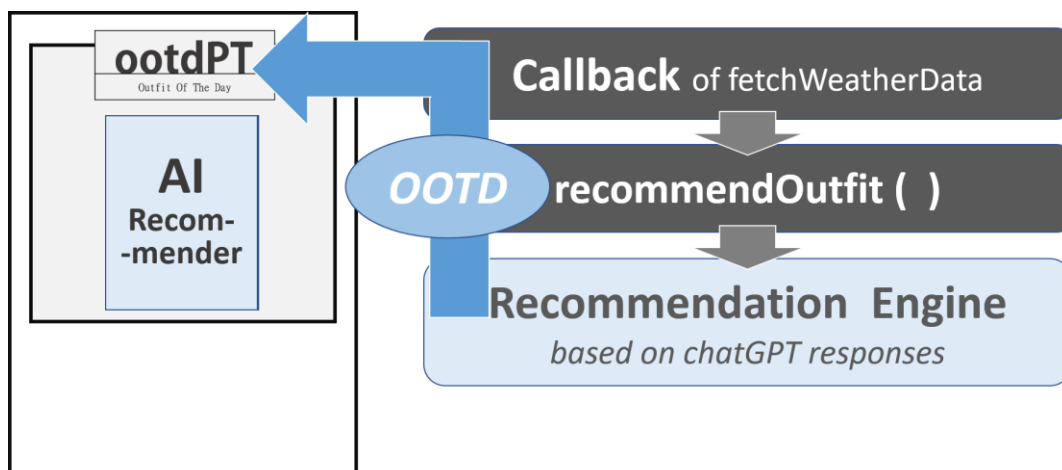 ootdPT
Outfit Of The Day
AI
Recom-
-mender
Callback of fetchWeatherData
OOTD
recommendOutfit ( )
Recommendation Engine
based on chatGPT responses